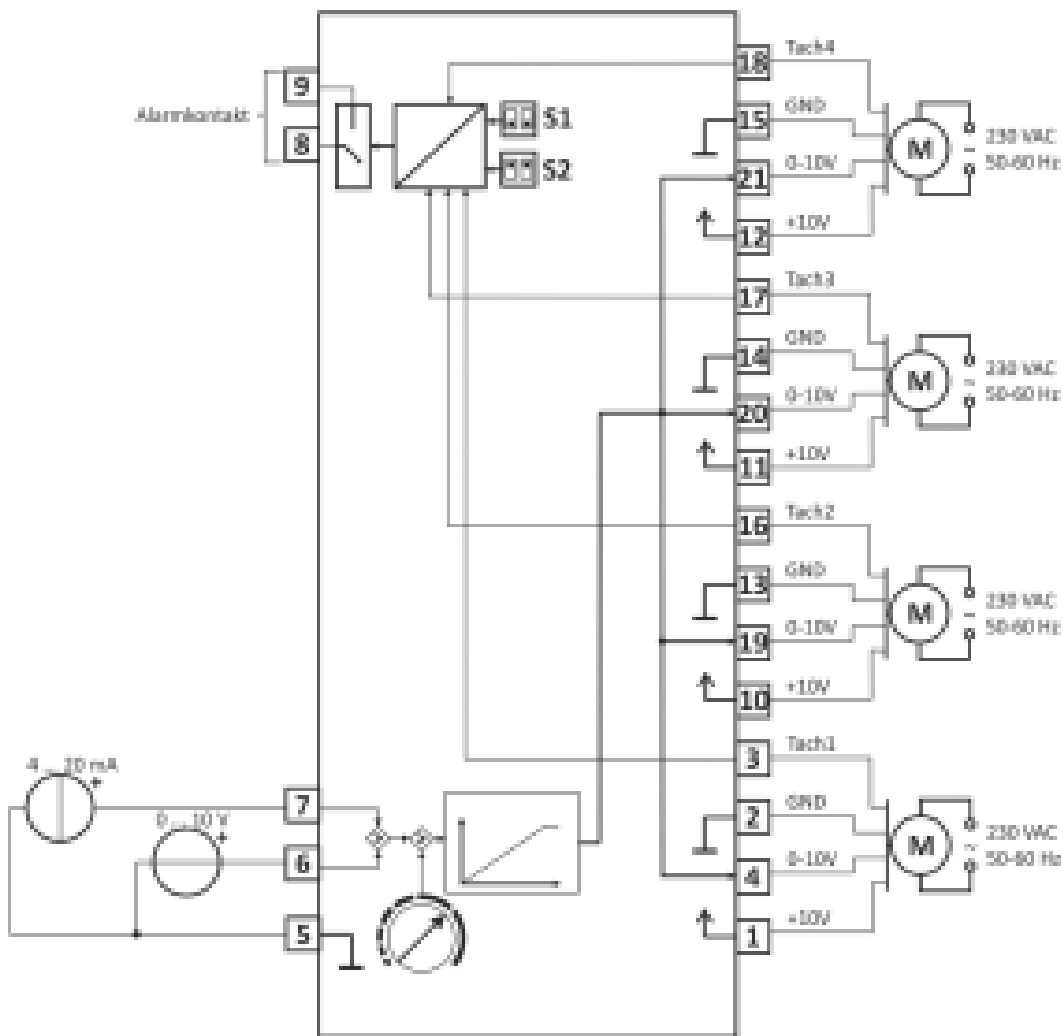 Alarmkontakt
9
8
S1
S2
18 Tach4
15 GND
21 0-10V
12 +10V
M
230 VAC
~
50-60 Hz
17 Tach3
14 GND
20 0-10V
11 +10V
M
230 VAC
~
50-60 Hz
16 Tach2
13 GND
19 0-10V
10 +10V
M
230 VAC
~
50-60 Hz
3 Tach1
2 GND
4 0-10V
1 +10V
M
230 VAC
~
50-60 Hz
4 ... 20 mA
+
7
0 ... 10 V
+
6
5